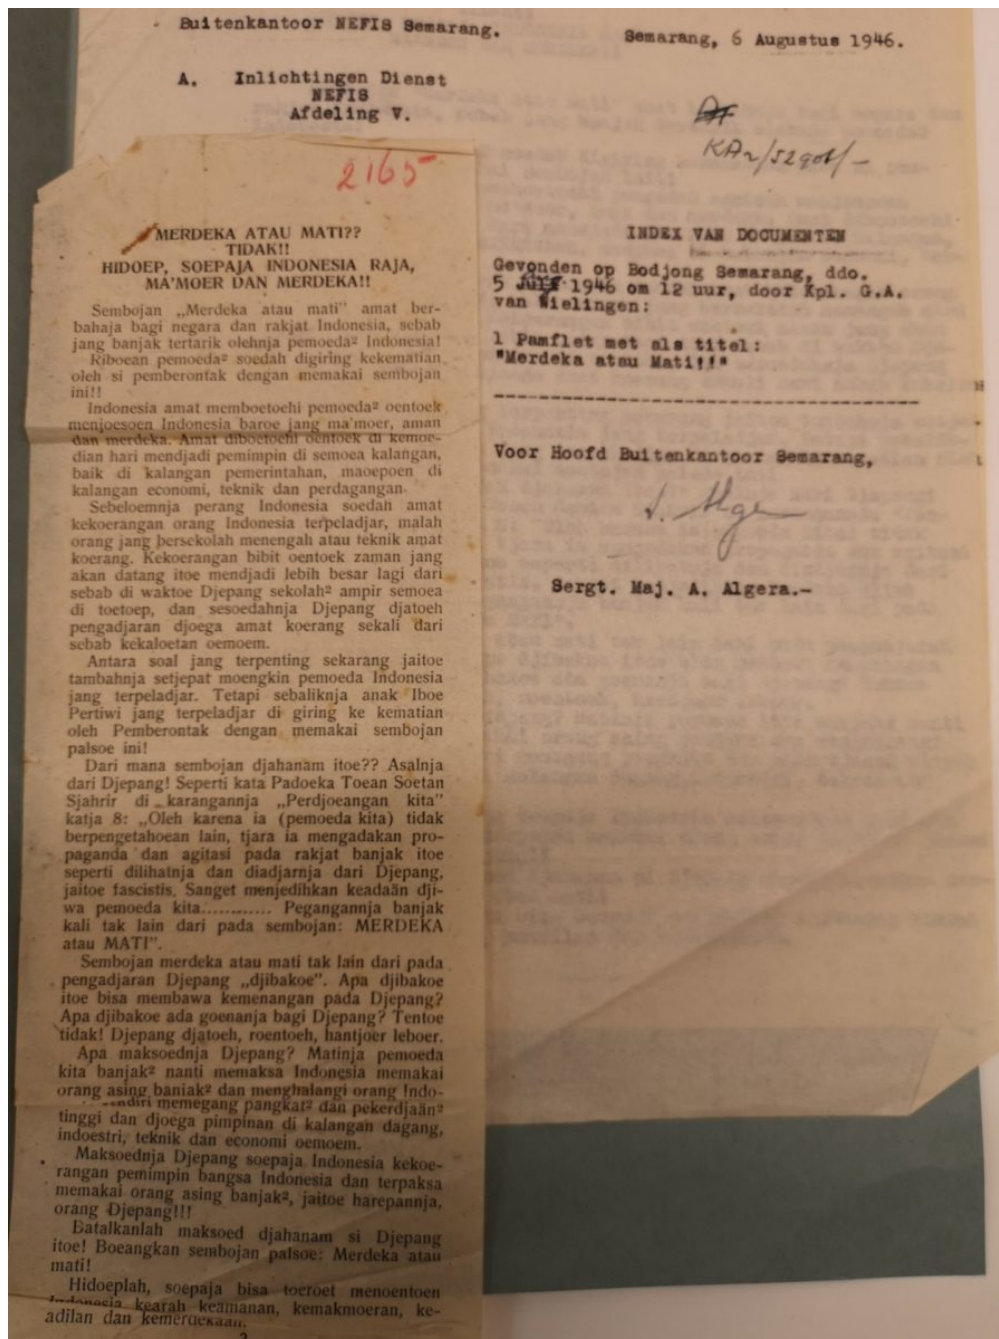 Buitenkantoor NEFIS Semarang.
Semarang, 6 Augustus 1946.
A. Inlichtingen Dienst
NEFIS
Afdeling V.
2165
INDEX VAN DOCUMENTEN
Gevonden op Bodjong Semarang, ddo.
5 1946 om 12 uur, door Kpl. G.A.
van Wielingen:
1 Pamflet met als titel:
"Merdeka atau Mati!!"
Voor Hoofd Buitenkantoor Semarang,
Sergt. Maj. A. Algera.-
MERDEKA ATAU MATI??
TIDAK!!
HIDOEP, SOEPAJA INDONESIA RAJA,
MA'MOER DAN MERDEKA!!
Sembojan „Merdeka atau mati" amat ber-
bahaja bagi negara dan rakjat Indonesia, sebab
jang banjak tertarik olehnja pemoeda² Indonesia!
Riboean pemoeda² soedah digiring kekematian
oleh si pemberontak dengan memakai sembojan
ini!!
Indonesia amat memboetoehi pemoeda² oentoek
menjoesoen Indonesia baroe jang ma'moer, aman
dan merdeka. Amat diboetoehi oentoek di kemoe-
dian hari mendjadi pemimpin di semoea kalangan,
baik di kalangan pemerintahan, maoepoen di
kalangan economi, teknik dan perdagangan.
Sebeloemnja perang Indonesia soedah amat
kekoerangan orang Indonesia terpeladjar, malah
orang jang bersekolah menengah atau teknik amat
koerang. Kekoerangan bibit oentoek zaman jang
akan datang itoe mendjadi lebih besar lagi dari
sebab di waktoe Djepang sekolah² ampir semoea
di toetoep, dan sesoedahnja Djepang djatoeh
pengadjaran djoega amat koerang sekali dari
sebab kekaloetan oemoem.
Antara soal jang terpenting sekarang jaitoe
tambahnja setjepat moengkin pemoeda Indonesia
jang terpeladjar. Tetapi sebaliknja anak Iboe
Pertiwi jang terpeladjar di giring ke kematian
oleh Pemberontak dengan memakai sembojan
palsoe ini!
Dari mana sembojan djahanam itoe?? Asalnja
dari Djepang! Seperti kata Padoeka Toean Soetan
Sjahrir di karangannja „Perdjoeangan kita"
katja 8: „Oleh karena ia (pemoeda kita) tidak
berpengetahoean lain, tjara ia mengadakan pro-
paganda dan agitasi pada rakjat banjak itoe
seperti dilihatnja dan diadjarnja dari Djepang,
jaitoe fascistis. Sanget menjedihkan keadaän dji-
wa pemoeda kita............ Pegangannja banjak
kali tak lain dari pada sembojan: MERDEKA
atau MATI".
Sembojan merdeka atau mati tak lain dari pada
pengadjaran Djepang „djibakoe". Apa djibakoe
itoe bisa membawa kemenangan pada Djepang?
Apa djibakoe ada goenanja bagi Djepang? Tentoe
tidak! Djepang djatoeh, roentoeh, hantjoer leboer.
Apa maksoednja Djepang? Matinja pemoeda
kita banjak² nanti memaksa Indonesia memakai
orang asing banjak² dan menghalangi orang Indo-
memegang pangkat² dan pekerdjaän²
tinggi dan djoega pimpinan di kalangan dagang,
indoestri, teknik dan economi oemoem.
Maksoednja Djepang soepaja Indonesia kekoe-
rangan pemimpin bangsa Indonesia dan terpaksa
memakai orang asing banjak², jaitoe harepannja,
orang Djepang!!!
Batalkanlah maksoed djahanam si Djepang
itoe! Boeangkan sembojan palsoe: Merdeka atau
mati!
Hidoeplah, soepaja bisa toeroet menoentoen
Indonesia kearah keamanan, kemakmoeran, ke-
adilan dan kemerdekaan.